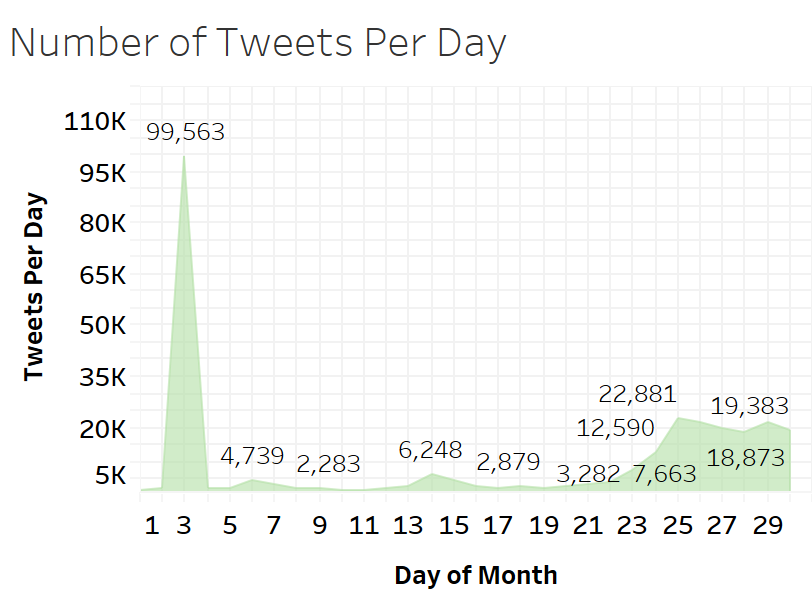 Number of Tweets Per Day
110K
99,563
95K
80K
65K
50K
35K
20K
5K
Tweets Per Day
4,739
2,283
6,248
2,879
3,282
12,590
22,881
7,663
19,383
18,873
1 3 5 7 9 11 13 15 17 19 21 23 25 27 29
Day of Month